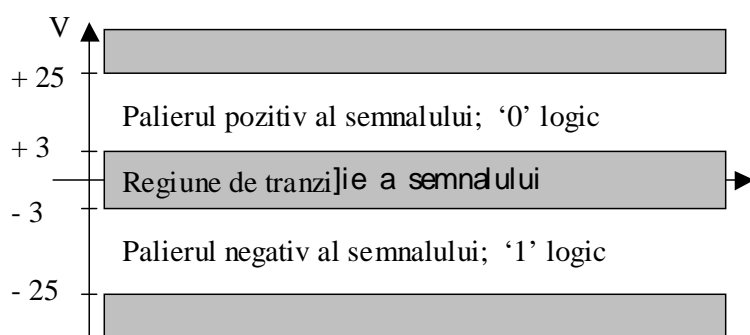 V
+ 25
Palierul pozitiv al semnalului; ‘0’ logic
+ 3
Regiune de tranzi]ie a semnalului
- 3
Palierul negativ al semnalului; ‘1’ logic
- 25